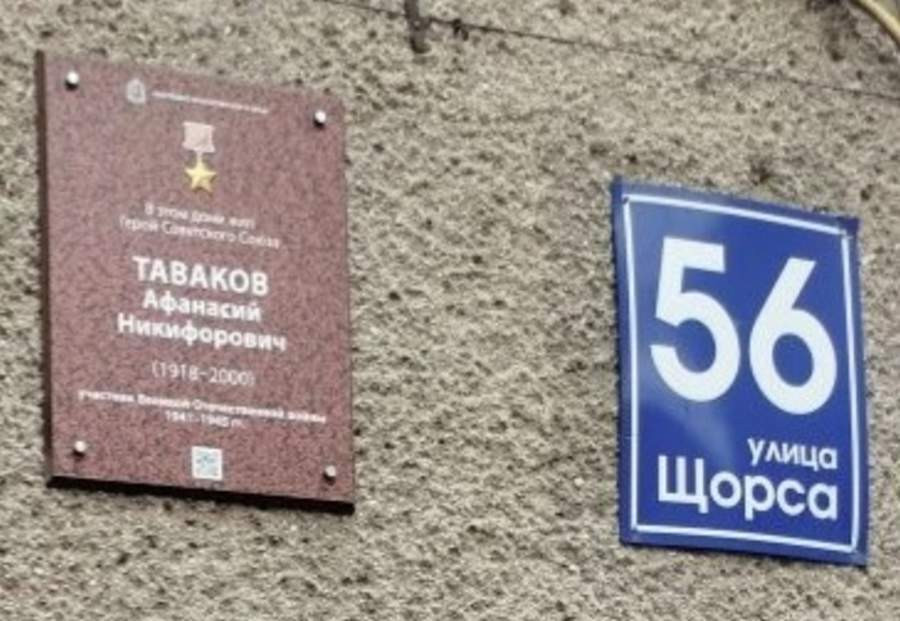 В этом доме жил
Герой Советского Союза
ТАВАКОВ
Афанасий
Никифорович
(1918-2000)
участник Великой Отечественной войны
1941-1945 гг.
56
улица
Щорса